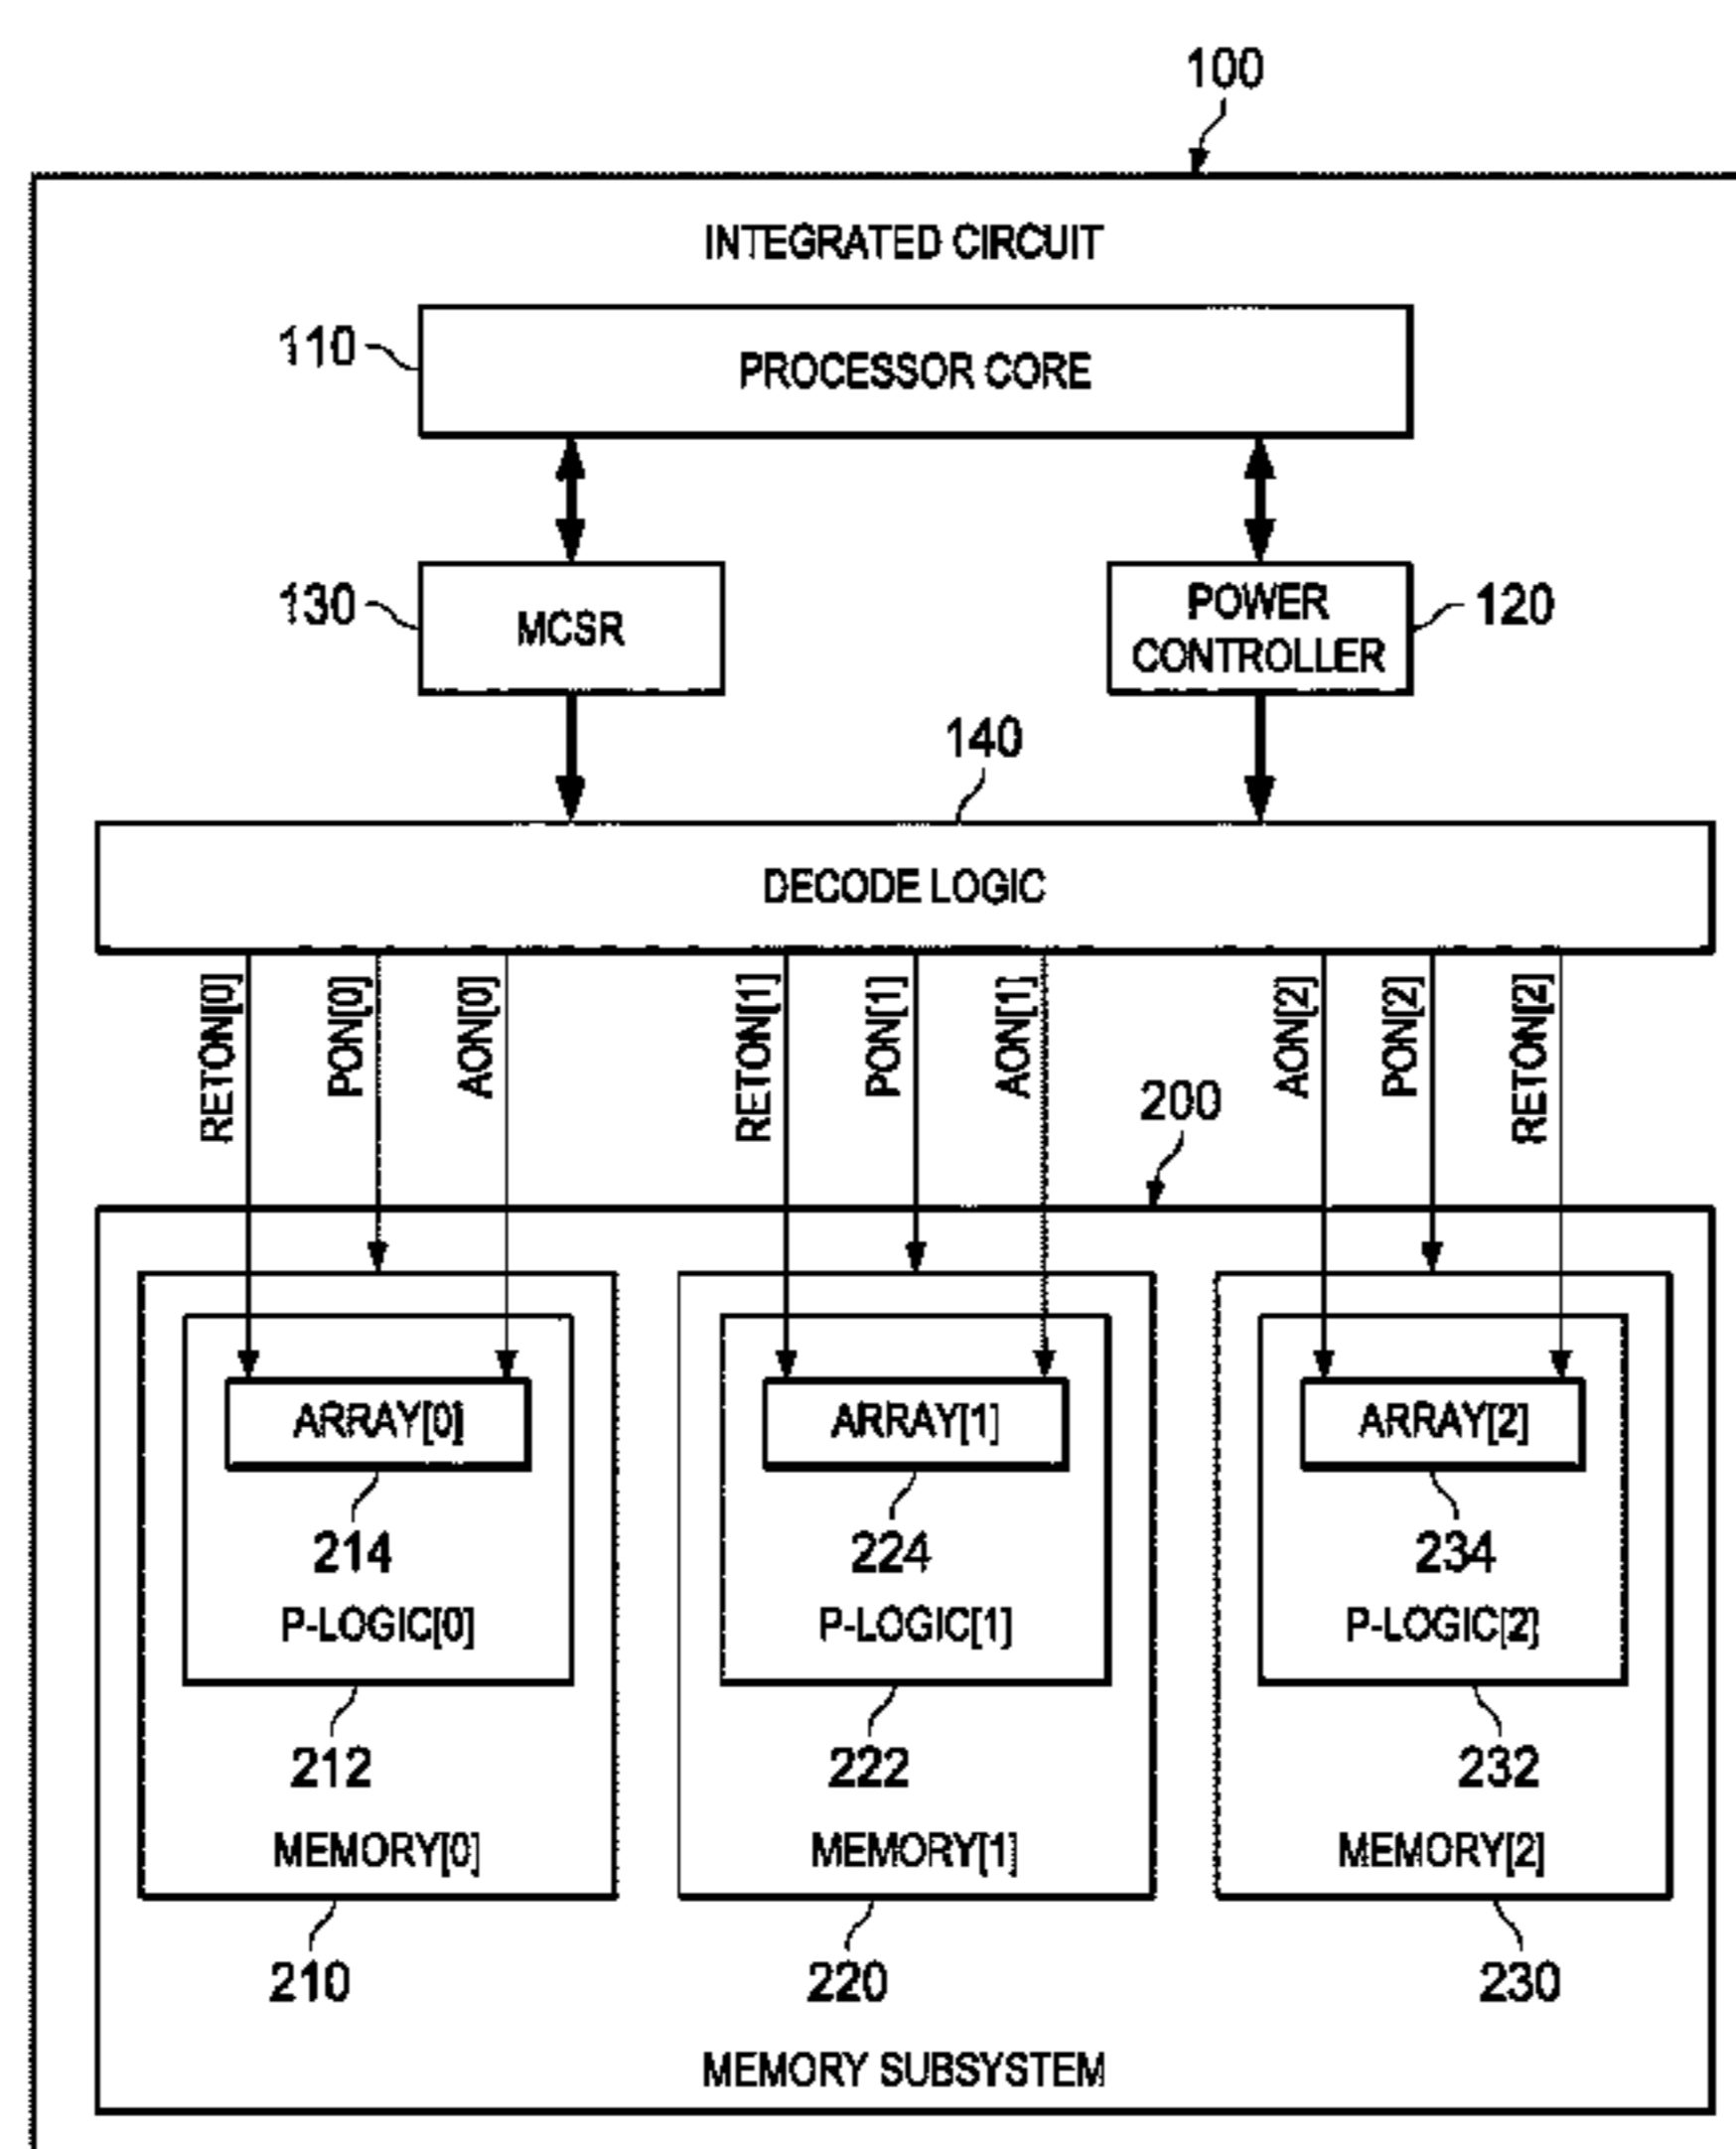 100
INTEGRATED CIRCUIT
110
PROCESSOR CORE
130
MCSR
POWER
CONTROLLER
120
140
DECODE LOGIC
RETON[0]
PON[0]
AON[0]
RETON[1]
PON[1]
AON[1]
AON[2]
PON[2]
RETON[2]
200
ARRAY[0]
ARRAY[1]
ARRAY[2]
214
224
234
P-LOGIC[0]
P-LOGIC[1]
P-LOGIC[2]
212
222
232
MEMORY[0]
MEMORY[1]
MEMORY[2]
210
220
230
MEMORY SUBSYSTEM